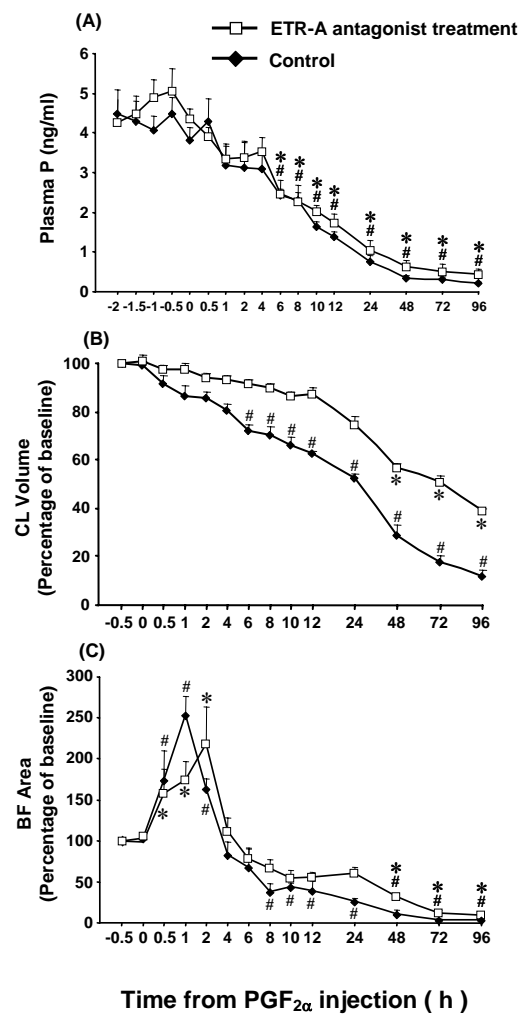 (A)
ETR-A antagonist treatment
Control
Plasma P (ng/ml)
6
5
4
3
2
1
0
* * * * * * * *
# # # # # # # #
-2 -1.5 -1 -0.5 0 0.5 1 2 4 6 8 10 12 24 48 72 96
(B)
CL Volume
(Percentage of baseline)
100
80
60
40
20
0
# # # # # # # #
* * *
-0.5 0 0.5 1 2 4 6 8 10 12 24 48 72 96
(C)
BF Area
(Percentage of baseline)
300
250
200
150
100
50
0
# # # # # # # # # #
* * * * * *
-0.5 0 0.5 1 2 4 6 8 10 12 24 48 72 96
Time from PGF2α injection ( h )